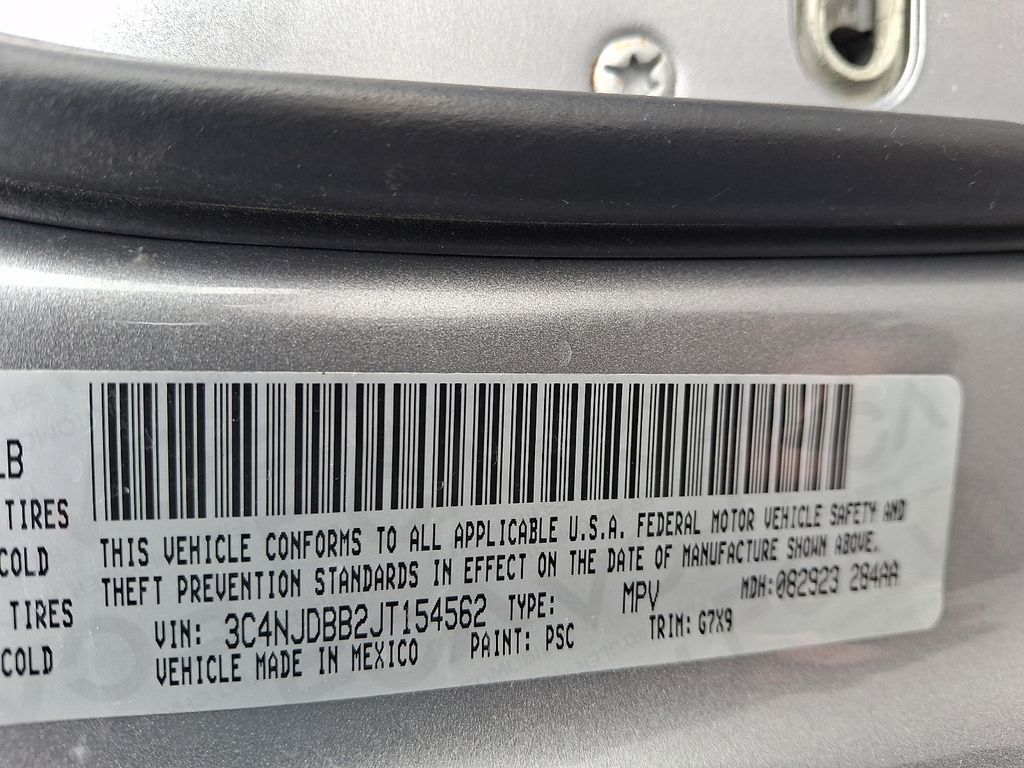 LB
TIRES
COLD
TIRES
COLD
THIS VEHICLE CONFORMS TO ALL APPLICABLE U.S.A. FEDERAL MOTOR VEHICLE SAFETY AND
THEFT PREVENTION STANDARDS IN EFFECT ON THE DATE OF MANUFACTURE SHOWN ABOVE.
VIN: 3C4NJDBB2JT154562 TYPE: MPV MDH:082923 284AA
VEHICLE MADE IN MEXICO PAINT: PSC TRIM: G7X9